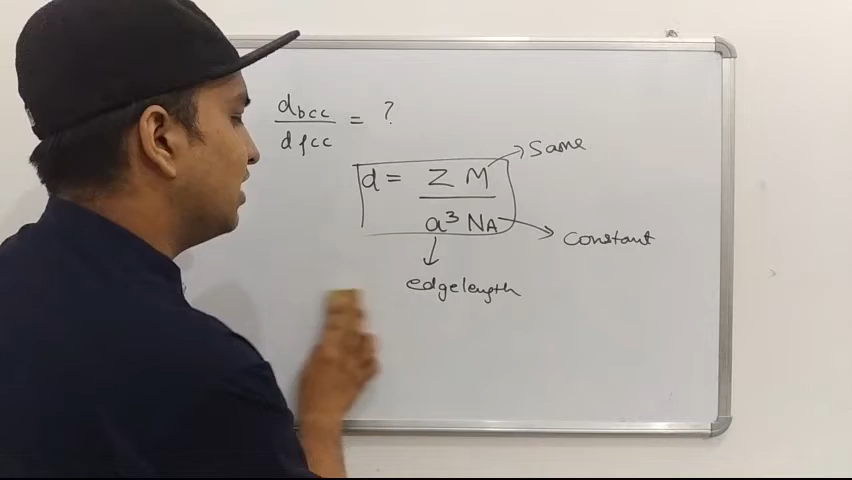 dbcc
dfcc = ?
d = Z M
a³ NA
Same
Constant
edgelength